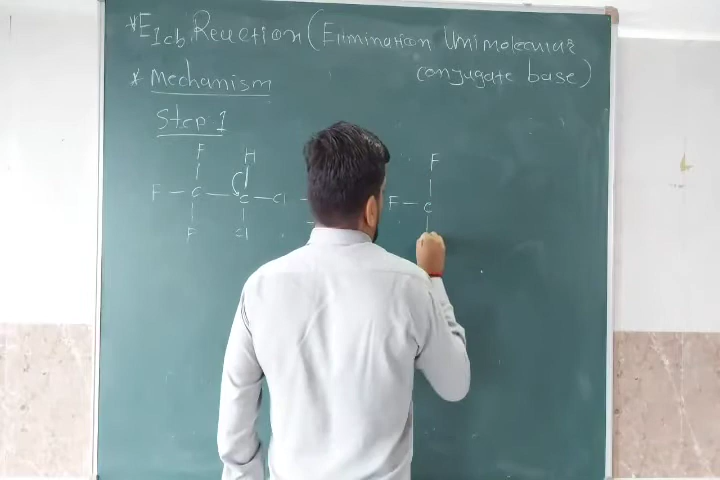 *E1cb Reaction (Elimination Unimolecular
conjugate base)
* Mechanism
Step 1
F H F
F — C — C — Cl F — C
F Cl